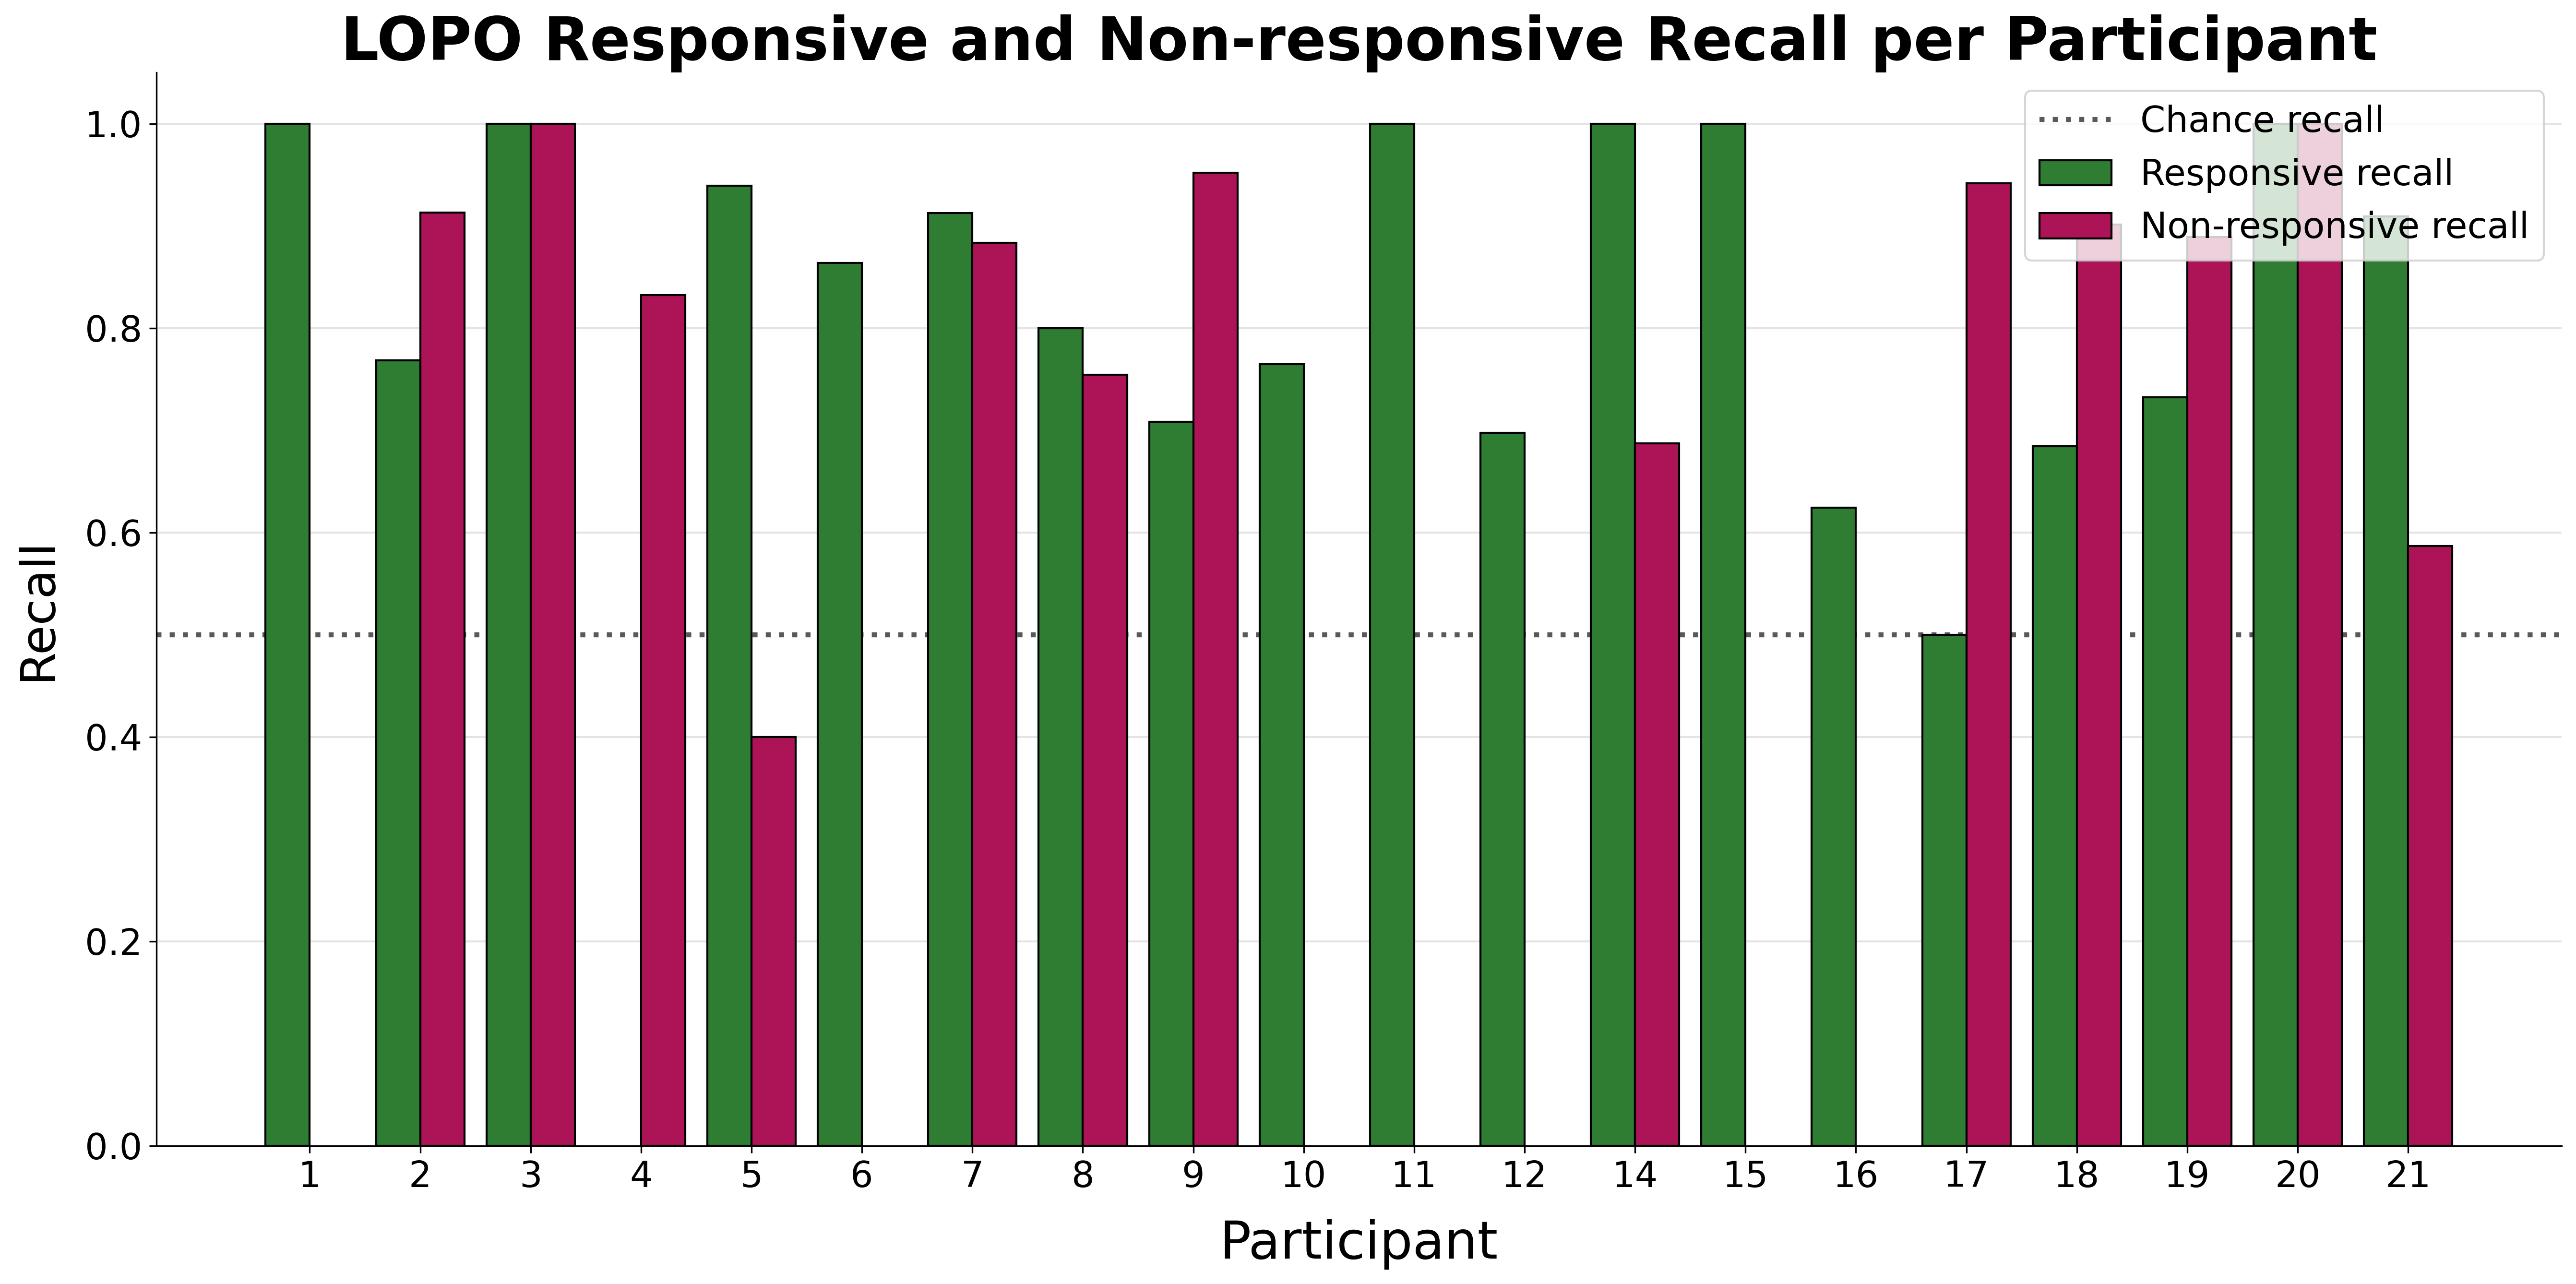 LOPO Responsive and Non-responsive Recall per Participant
Chance recall
Responsive recall
Non-responsive recall
1.0
0.8
0.6
0.4
0.2
0.0
Recall
1 2 3 4 5 6 7 8 9 10 11 12 14 15 16 17 18 19 20 21
Participant